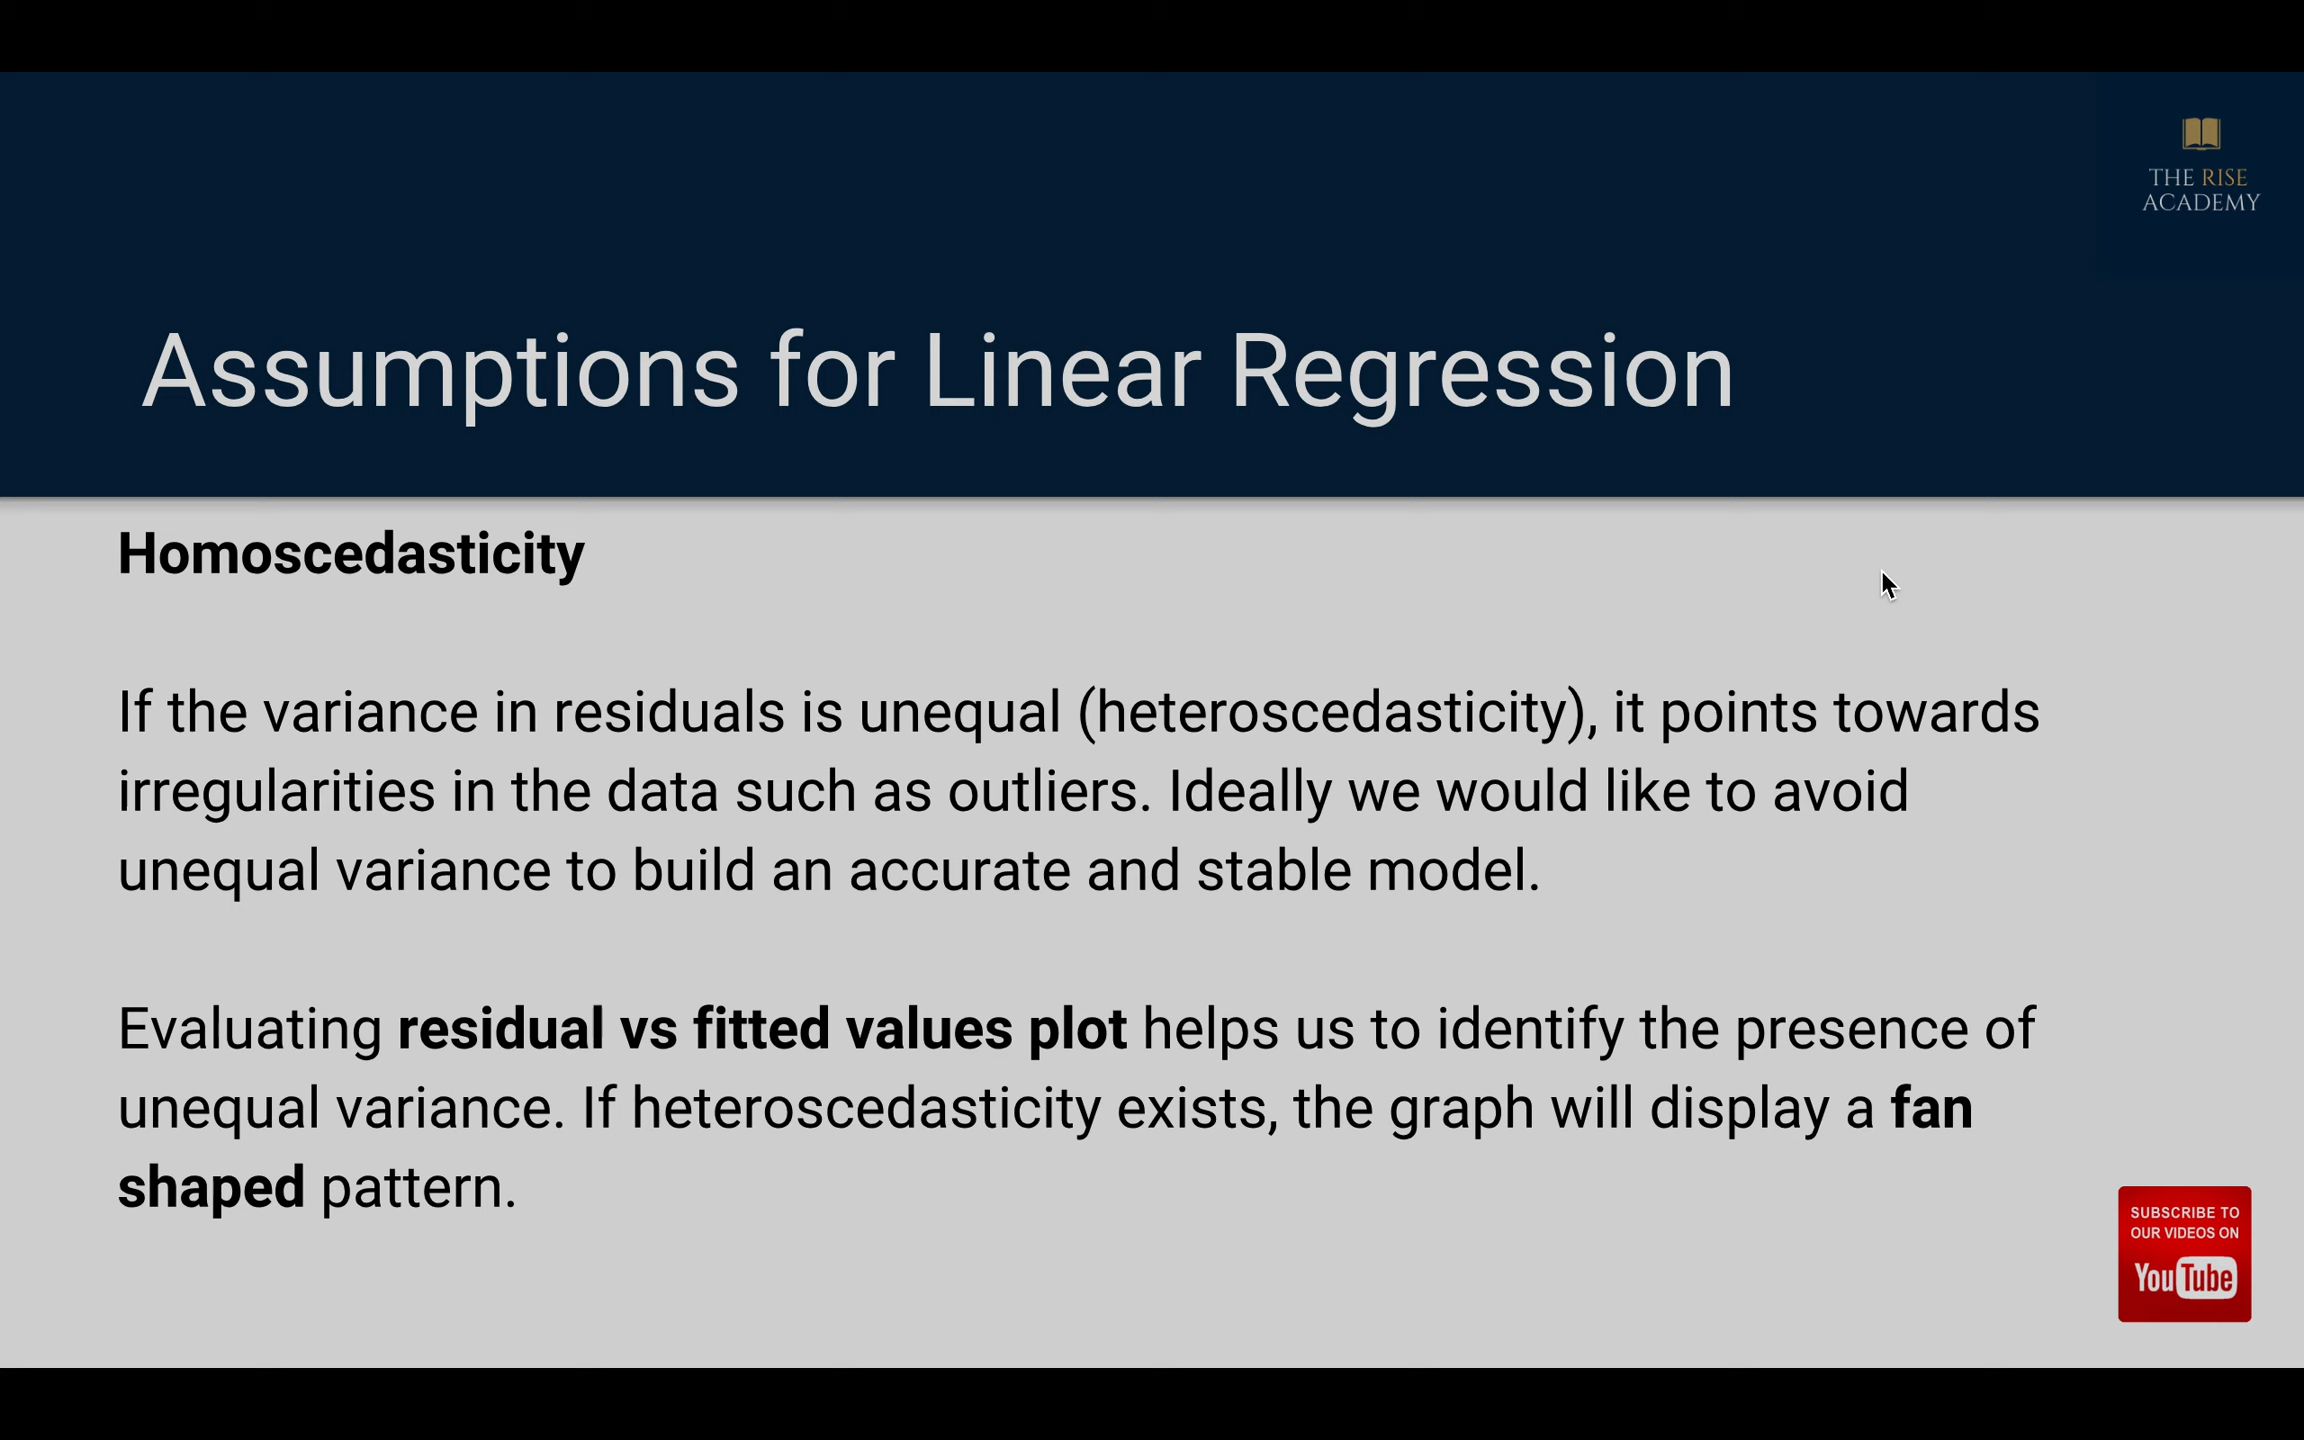 THE RISE
ACADEMY
Assumptions for Linear Regression
Homoscedasticity
If the variance in residuals is unequal (heteroscedasticity), it points towards
irregularities in the data such as outliers. Ideally we would like to avoid
unequal variance to build an accurate and stable model.
Evaluating residual vs fitted values plot helps us to identify the presence of
unequal variance. If heteroscedasticity exists, the graph will display a fan
shaped pattern.
SUBSCRIBE TO
OUR VIDEOS ON
YouTube